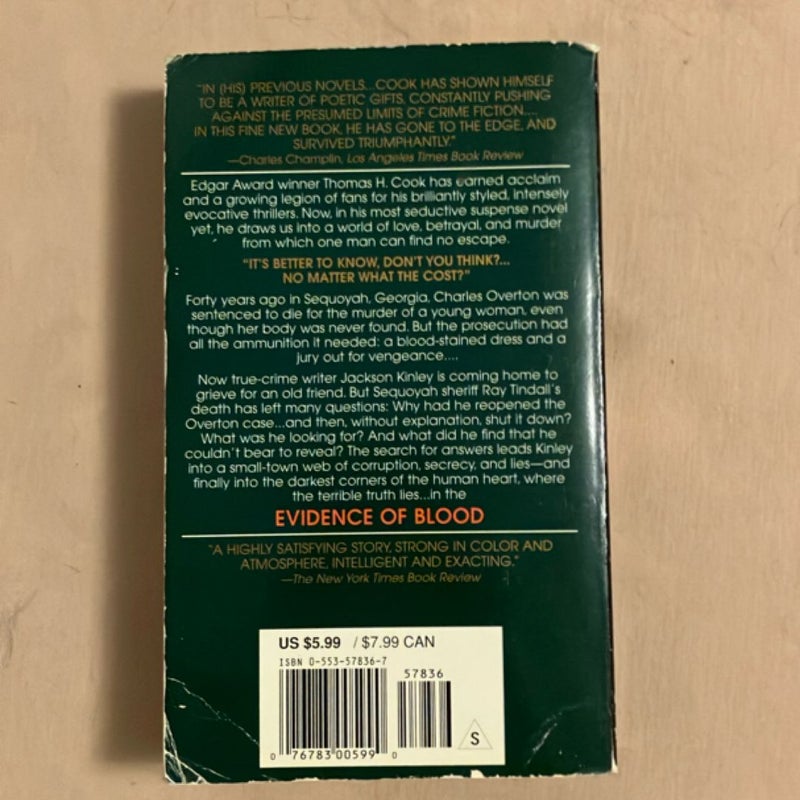 "IN (HIS) PREVIOUS NOVELS...COOK HAS SHOWN HIMSELF
TO BE A WRITER OF POETIC GIFTS, CONSTANTLY PUSHING
AGAINST THE PRESUMED LIMITS OF CRIME FICTION....
IN THIS FINE NEW BOOK, HE HAS GONE TO THE EDGE, AND
SURVIVED TRIUMPHANTLY."
—Charles Champlin, Los Angeles Times Book Review
Edgar Award winner Thomas H. Cook has earned acclaim
and a growing legion of fans for his brilliantly styled, intensely
evocative thrillers. Now, in his most seductive suspense novel
yet, he draws us into a world of love, betrayal, and murder
from which one man can find no escape.
"IT'S BETTER TO KNOW, DON'T YOU THINK?...
NO MATTER WHAT THE COST?"
Forty years ago in Sequoyah, Georgia, Charles Overton was
sentenced to die for the murder of a young woman, even
though her body was never found. But the prosecution had
all the ammunition it needed: a blood-stained dress and a
jury out for vengeance....
Now true-crime writer Jackson Kinley is coming home to
grieve for an old friend. But Sequoyah sheriff Ray Tindall's
death has left many questions: Why had he reopened the
Overton case...and then, without explanation, shut it down?
What was he looking for? And what did he find that he
couldn't bear to reveal? The search for answers leads Kinley
into a small-town web of corruption, secrecy, and lies—and
finally into the darkest corners of the human heart, where
the terrible truth lies...in the
EVIDENCE OF BLOOD
"A HIGHLY SATISFYING STORY, STRONG IN COLOR AND
ATMOSPHERE, INTELLIGENT AND EXACTING."
—The New York Times Book Review
US $5.99 / $7.99 CAN
ISBN 0-553-57836-7
57836
S
0 76783 00599 0